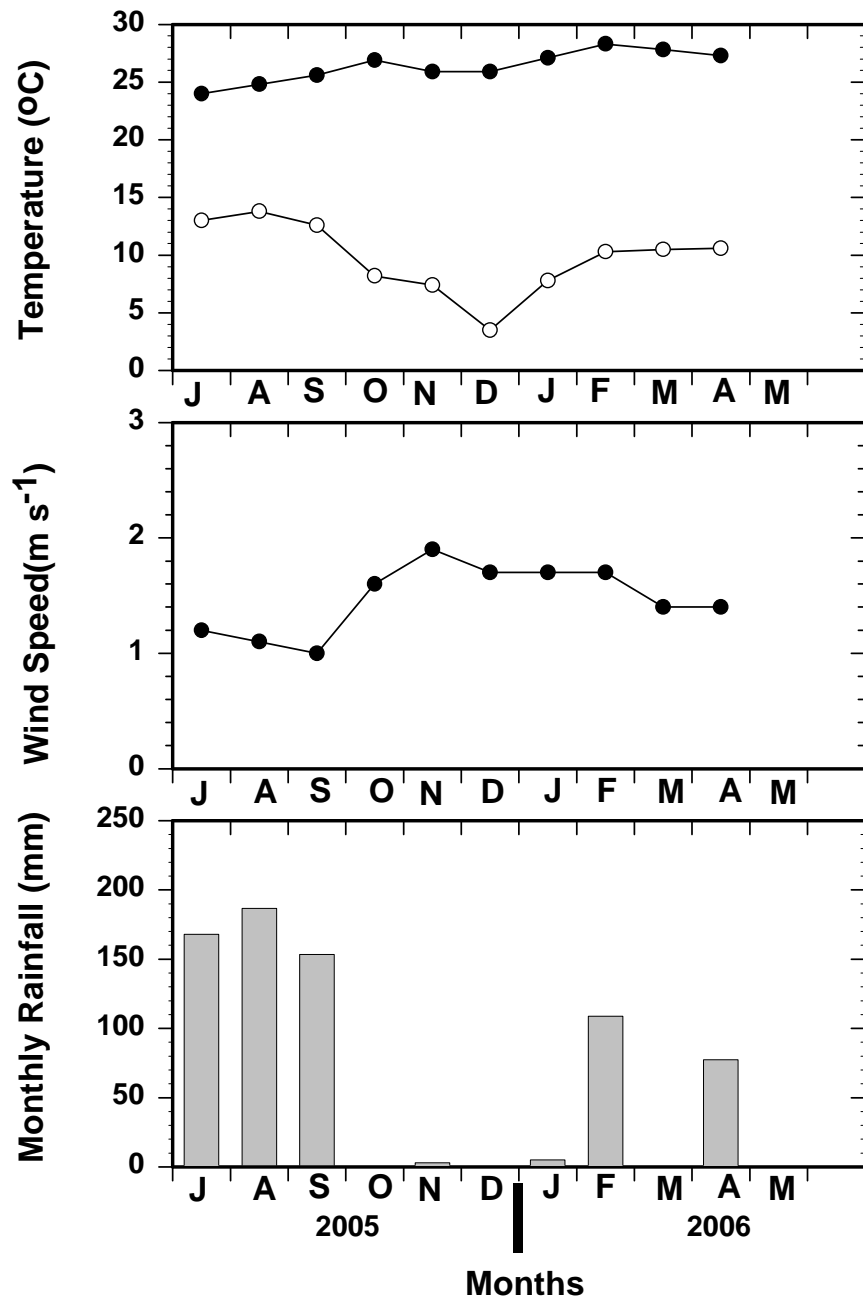 Temperature (oC)
30
25
20
15
10
5
0
J A S O N D J F M A M
Wind Speed(m s-1)
3
2
1
0
J A S O N D J F M A M
Monthly Rainfall (mm)
250
200
150
100
50
0
J A S O N D J F M A M
2005 2006
Months